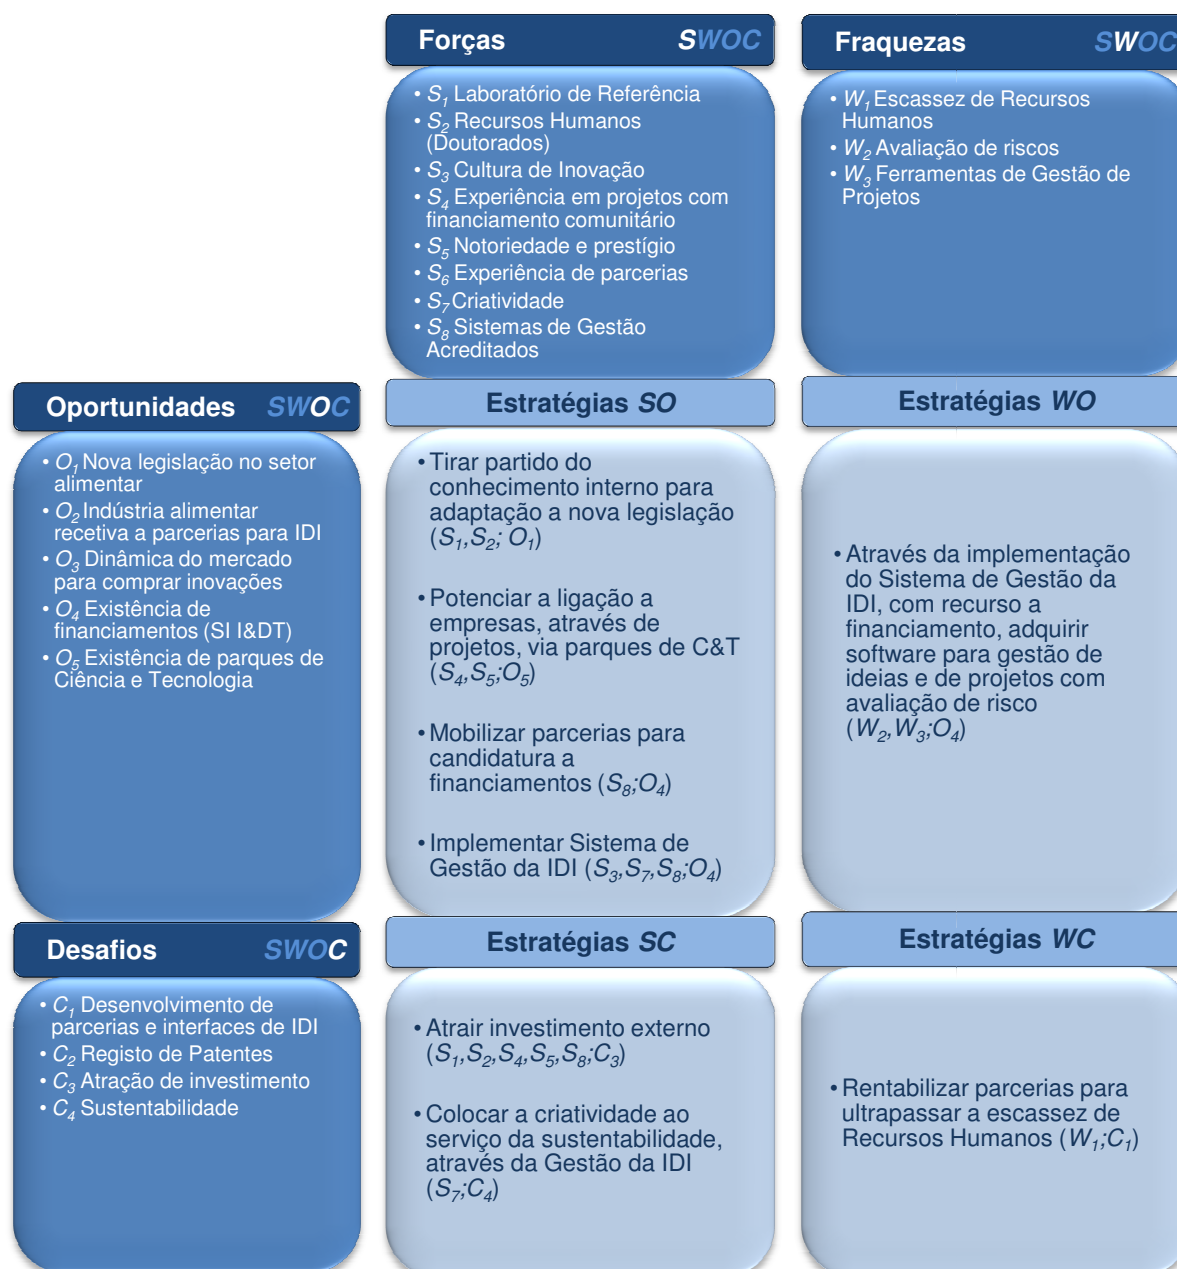 Forças SWOC
• S1 Laboratório de Referência
• S2 Recursos Humanos
(Doutorados)
• S3 Cultura de Inovação
• S4 Experiência em projetos com
financiamento comunitário
• S5 Notoriedade e prestígio
• S6 Experiência de parcerias
• S7 Criatividade
• S8 Sistemas de Gestão
Acreditados
Fraquezas SWOC
• W1 Escassez de Recursos
Humanos
• W2 Avaliação de riscos
• W3 Ferramentas de Gestão de
Projetos
Oportunidades SWOC
• O1 Nova legislação no setor
alimentar
• O2 Indústria alimentar
recetiva a parcerias para IDI
• O3 Dinâmica do mercado
para comprar inovações
• O4 Existência de
financiamentos (SI I&DT)
• O5 Existência de parques de
Ciência e Tecnologia
Estratégias SO
• Tirar partido do
conhecimento interno para
adaptação a nova legislação
(S1,S2; O1)
• Potenciar a ligação a
empresas, através de
projetos, via parques de C&T
(S4,S5;O5)
• Mobilizar parcerias para
candidatura a
financiamentos (S8;O4)
• Implementar Sistema de
Gestão da IDI (S3,S7,S8;O4)
Estratégias WO
• Através da implementação
do Sistema de Gestão da
IDI, com recurso a
financiamento, adquirir
software para gestão de
ideias e de projetos com
avaliação de risco
(W2,W3;O4)
Desafios SWOC
• C1 Desenvolvimento de
parcerias e interfaces de IDI
• C2 Registo de Patentes
• C3 Atração de investimento
• C4 Sustentabilidade
Estratégias SC
• Atrair investimento externo
(S1,S2,S4,S5,S8;C3)
• Colocar a criatividade ao
serviço da sustentabilidade,
através da Gestão da IDI
(S7;C4)
Estratégias WC
• Rentabilizar parcerias para
ultrapassar a escassez de
Recursos Humanos (W1;C1)